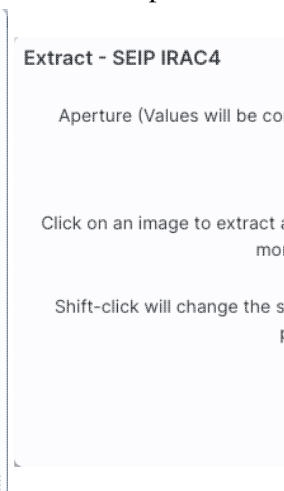 Extract - SEIP IRAC4
Aperture (Values will be
Click on an image to extract
Shift-click will change the